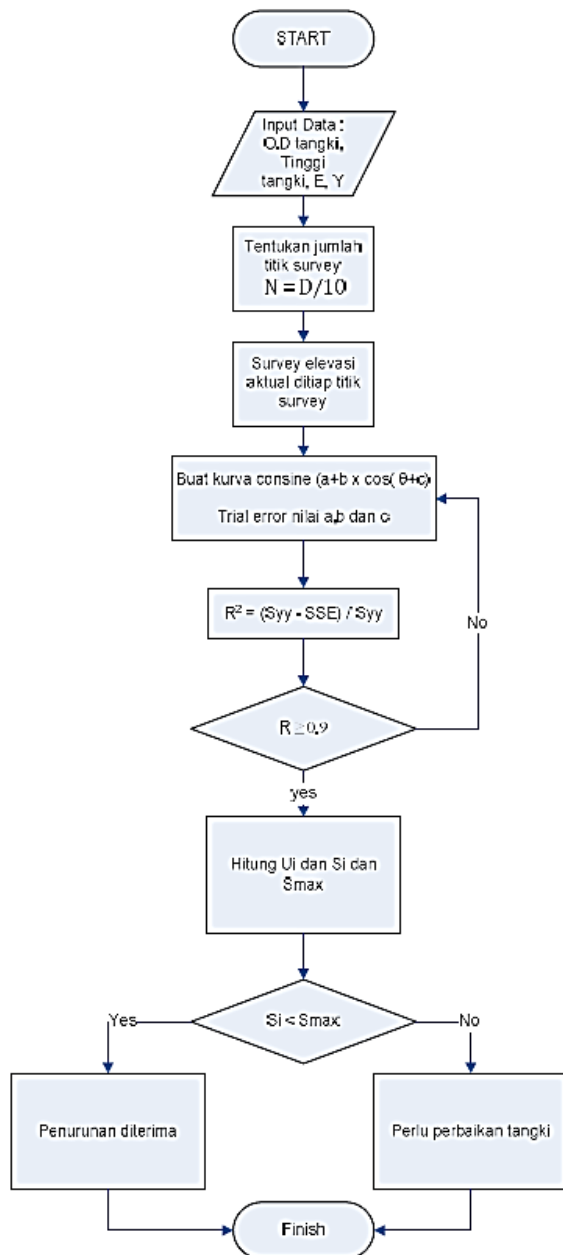 START
Input Data :
O.D tangki,
Tinggi
tangki, E, Y
Tentukan jumlah
titik survey
N = D/10
Survey elevasi
aktual ditiap titik
survey
Buat kurva consine (a+b x cos( θ+c)
Trial error nilai a,b dan c
R² = (Syy - SSE) / Syy
No
R ≥0,9
yes
Hitung Ui dan Si dan
Smax
Yes
Si < Smax
No
Penurunan diterima
Perlu perbaikan tangki
Finish